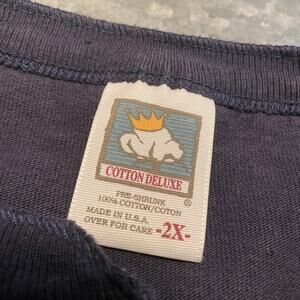 COTTON DELUXE
®
PRE-SHRUNK
100% COTTON/COTON
MADE IN U.S.A.
OVER FOR CARE -2X-